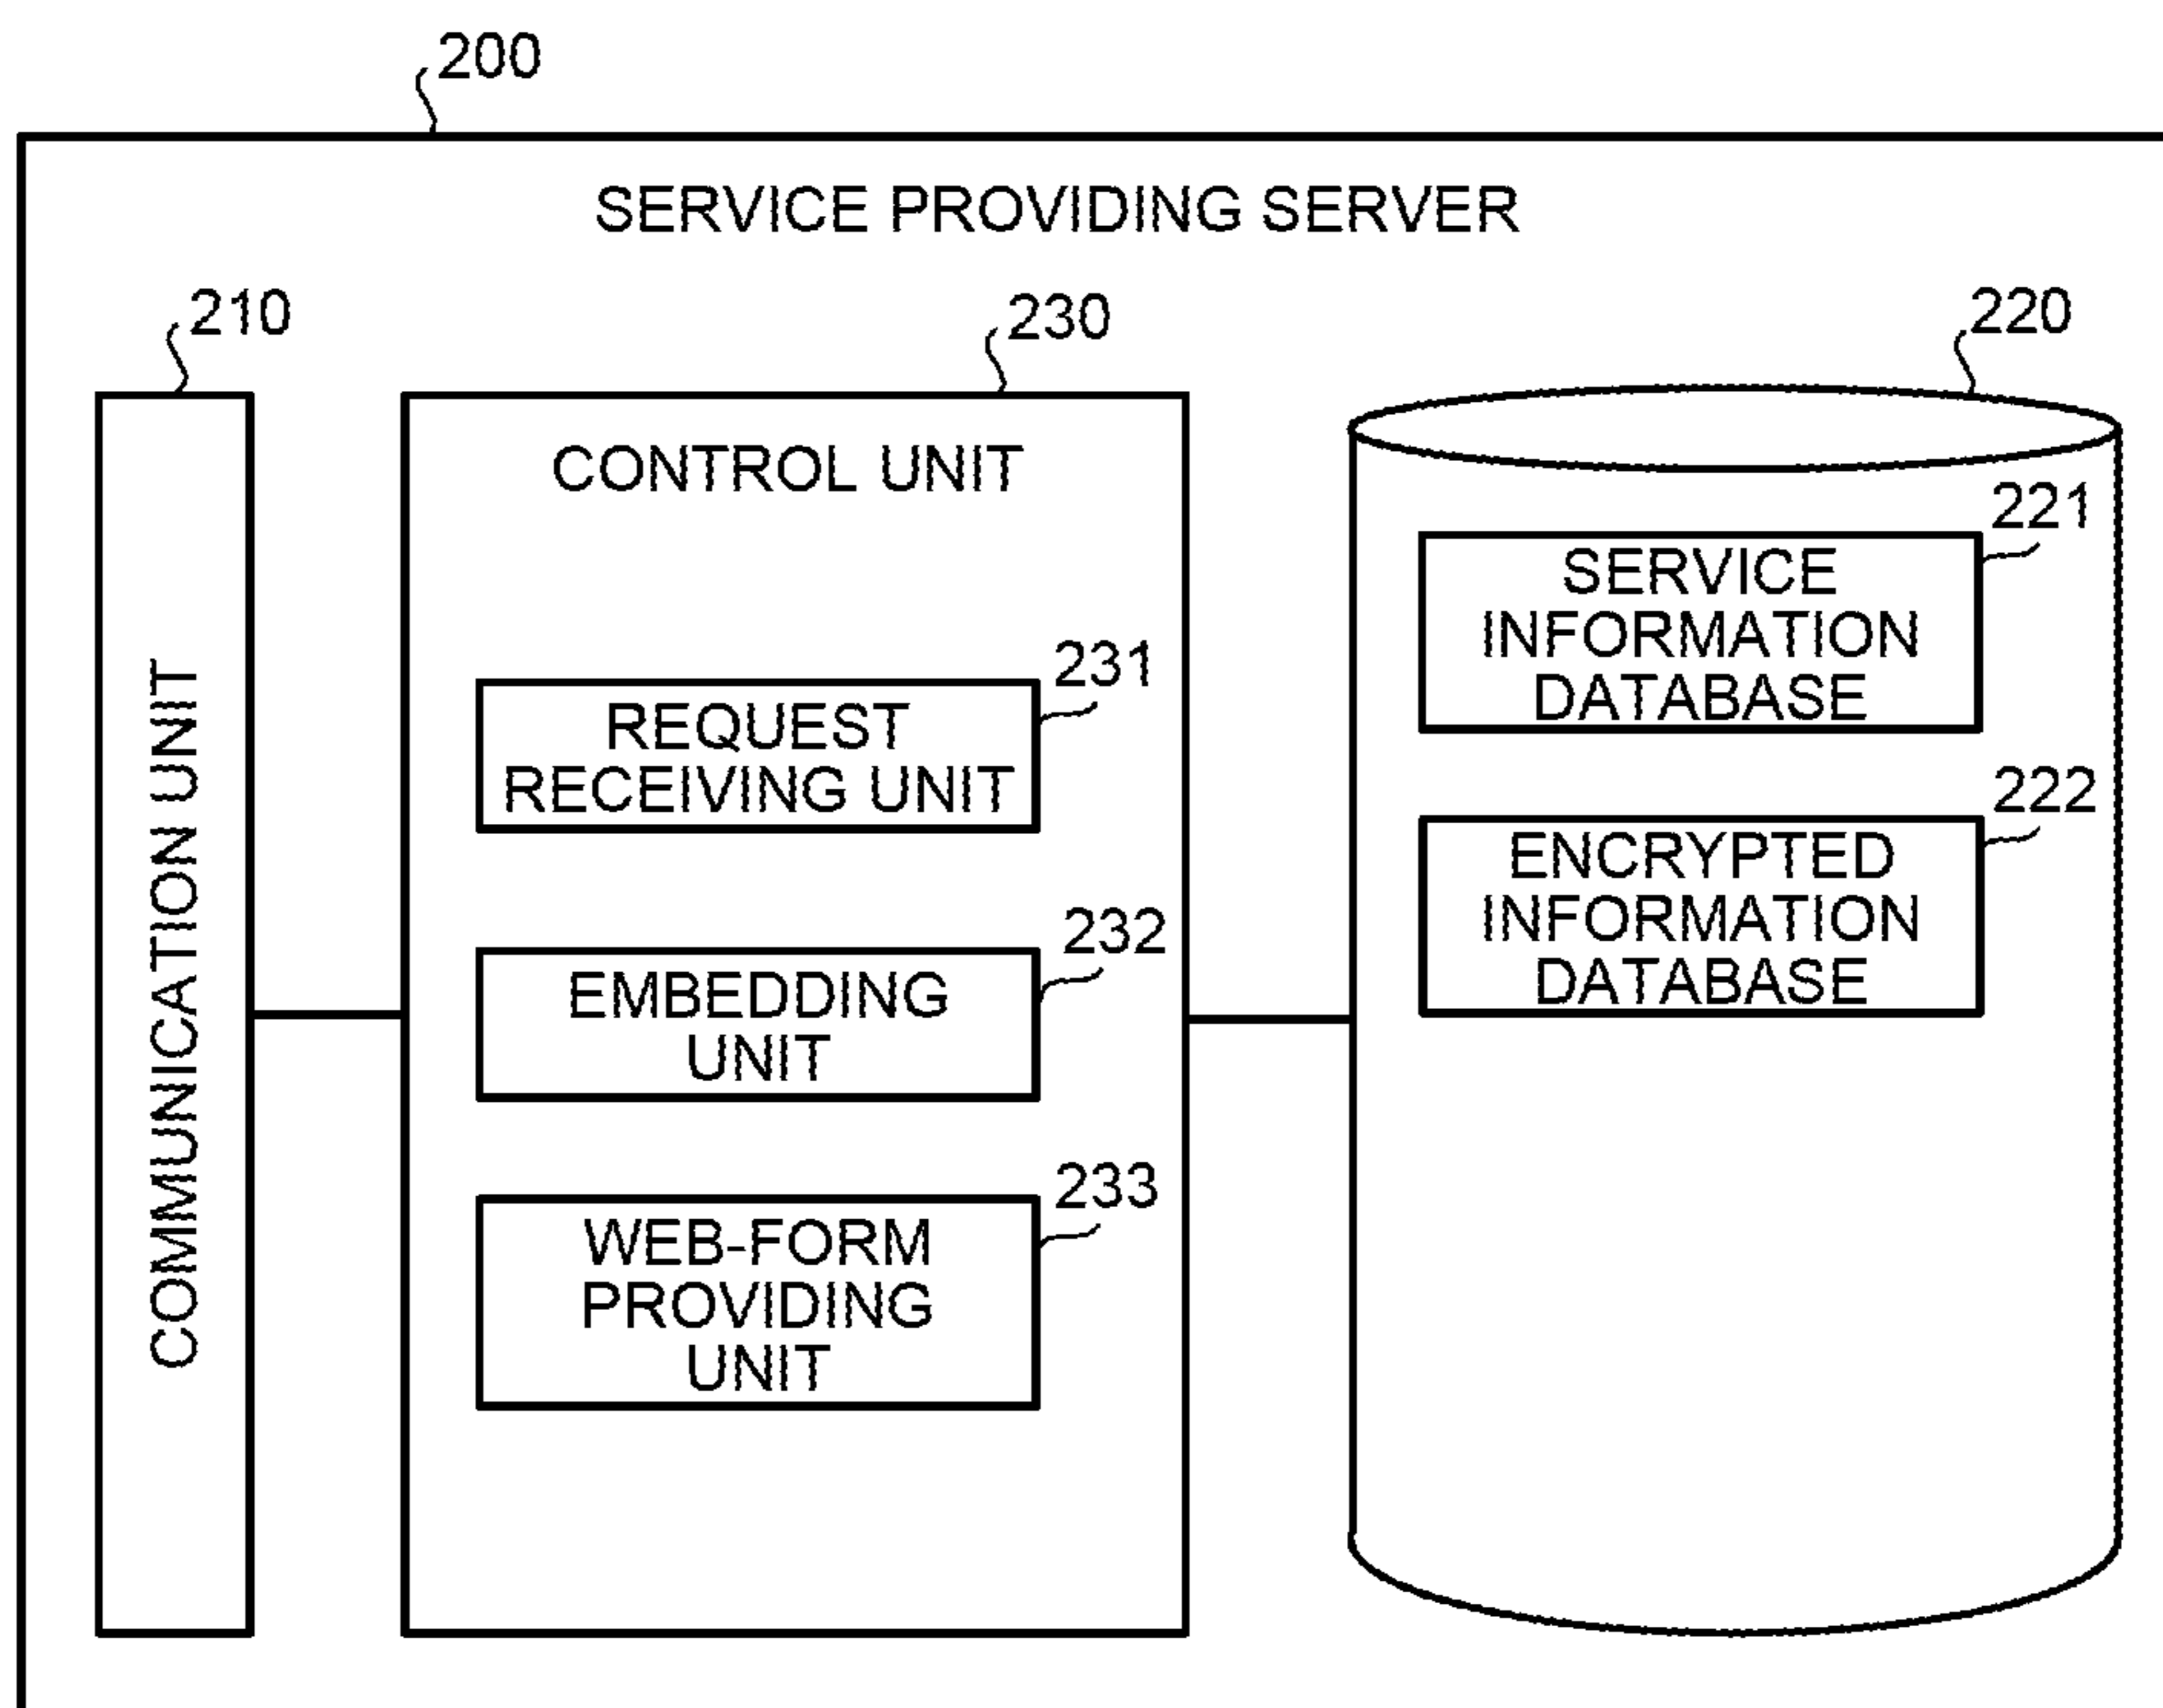 200
SERVICE PROVIDING SERVER
210
COMMUNICATION UNIT
230
CONTROL UNIT
231
REQUEST
RECEIVING UNIT
232
EMBEDDING
UNIT
233
WEB-FORM
PROVIDING
UNIT
220
221
SERVICE
INFORMATION
DATABASE
222
ENCRYPTED
INFORMATION
DATABASE